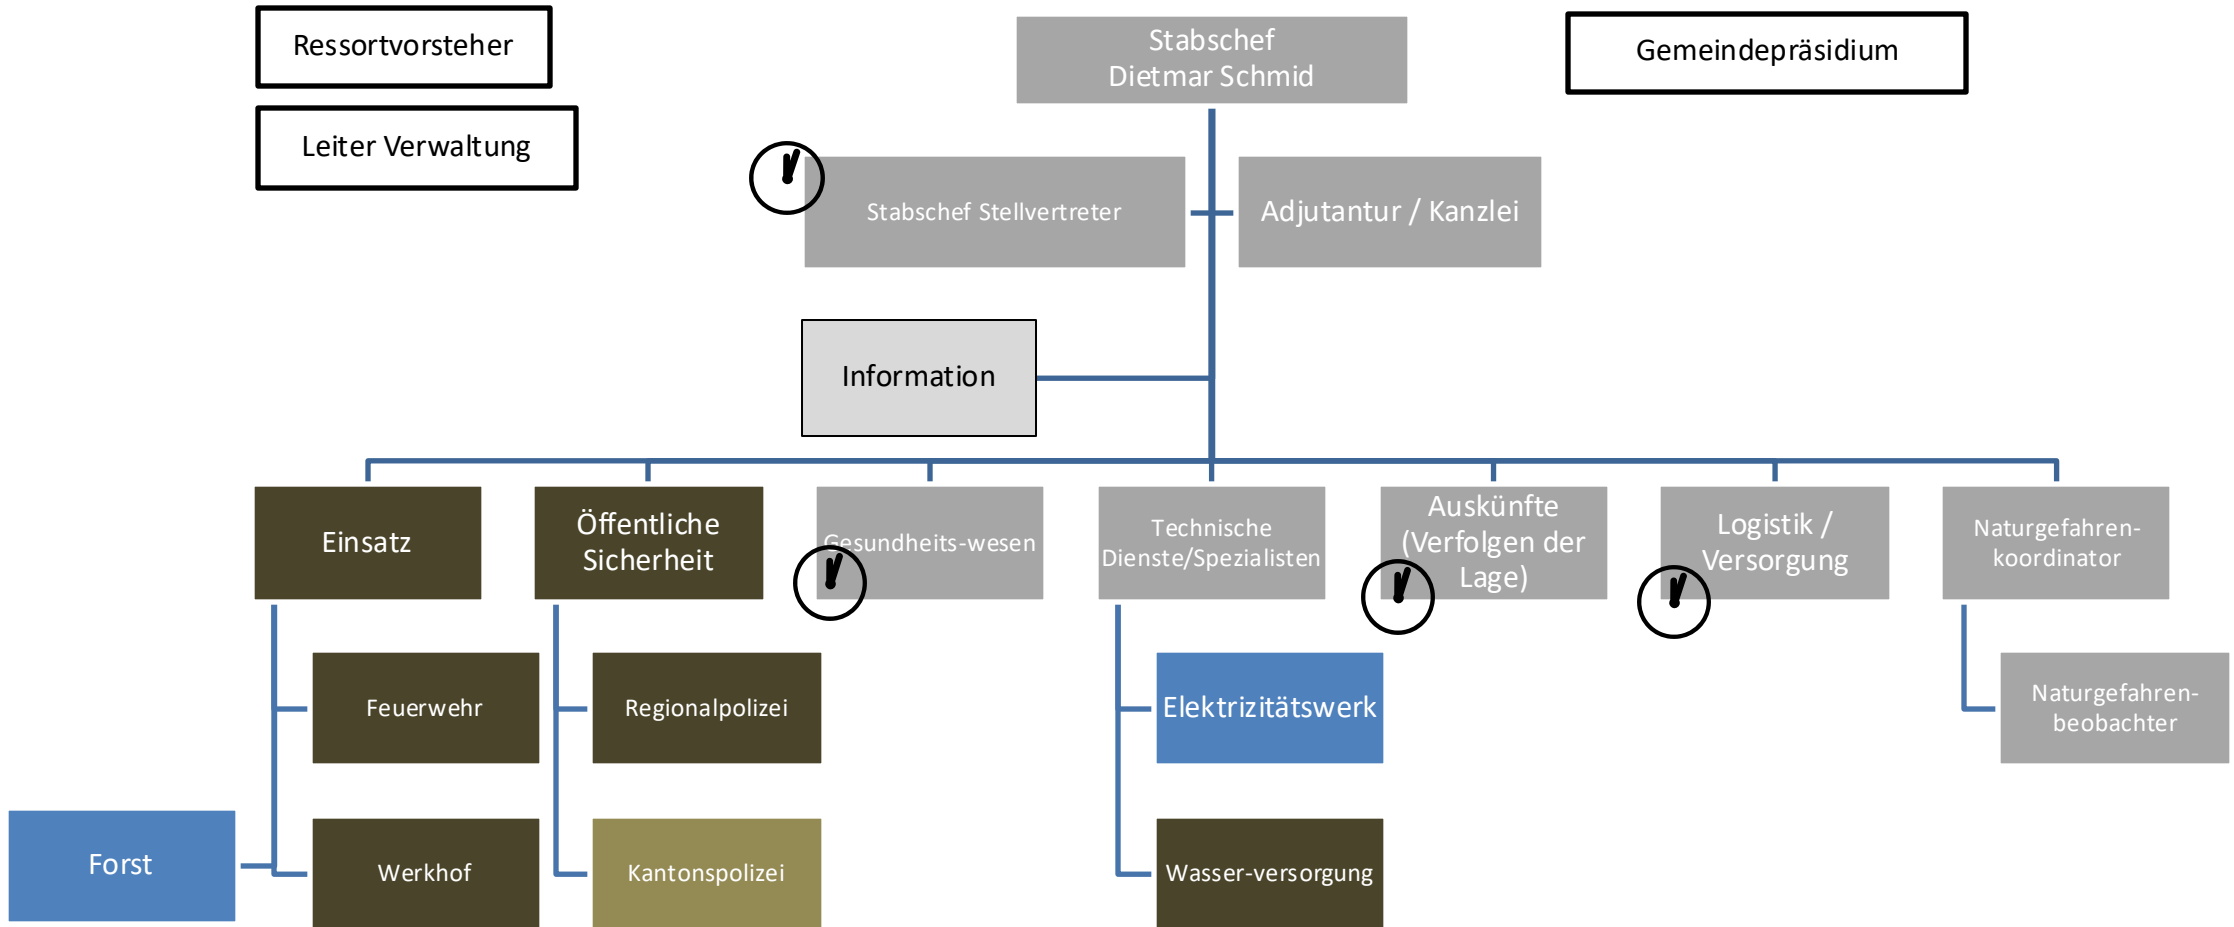 Ressortvorsteher
Stabschef
Dietmar Schmid
Gemeindepräsidium
Leiter Verwaltung
Stabschef Stellvertreter
Adjutantur / Kanzlei
Information
Einsatz
Öffentliche
Sicherheit
Gesundheits-wesen
Technische
Dienste/Spezialisten
Auskünfte
(Verfolgen der
Lage)
Logistik /
Versorgung
Naturgefahren-
koordinator
Feuerwehr
Regionalpolizei
Elektrizitätswerk
Naturgefahren-
beobachter
Forst
Werkhof
Kantonspolizei
Wasser-versorgung